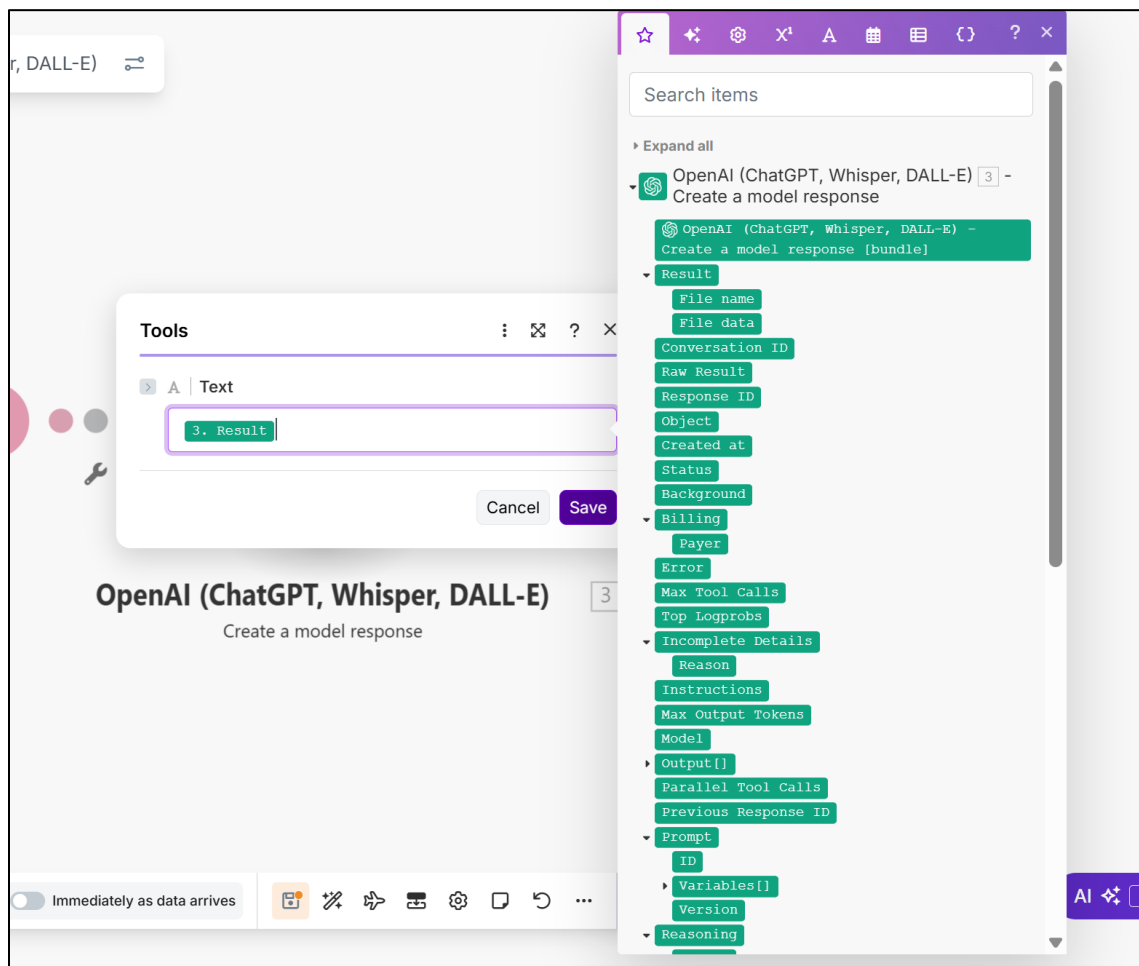 r, DALL-E)
Tools
?
A
Text
3. Result
Cancel
Save
OpenAI (ChatGPT, Whisper, DALL-E)
3
Create a model response
Immediately as data arrives
X¹
A
?
Search items
Expand all
OpenAI (ChatGPT, Whisper, DALL-E) 3 -
Create a model response
OpenAI (ChatGPT, Whisper, DALL-E) -
Create a model response [bundle]
Result
File name
File data
Conversation ID
Raw Result
Response ID
Object
Created at
Status
Background
Billing
Payer
Error
Max Tool Calls
Top Logprobs
Incomplete Details
Reason
Instructions
Max Output Tokens
Model
Output[]
Parallel Tool Calls
Previous Response ID
Prompt
ID
Variables[]
Version
Reasoning
AI